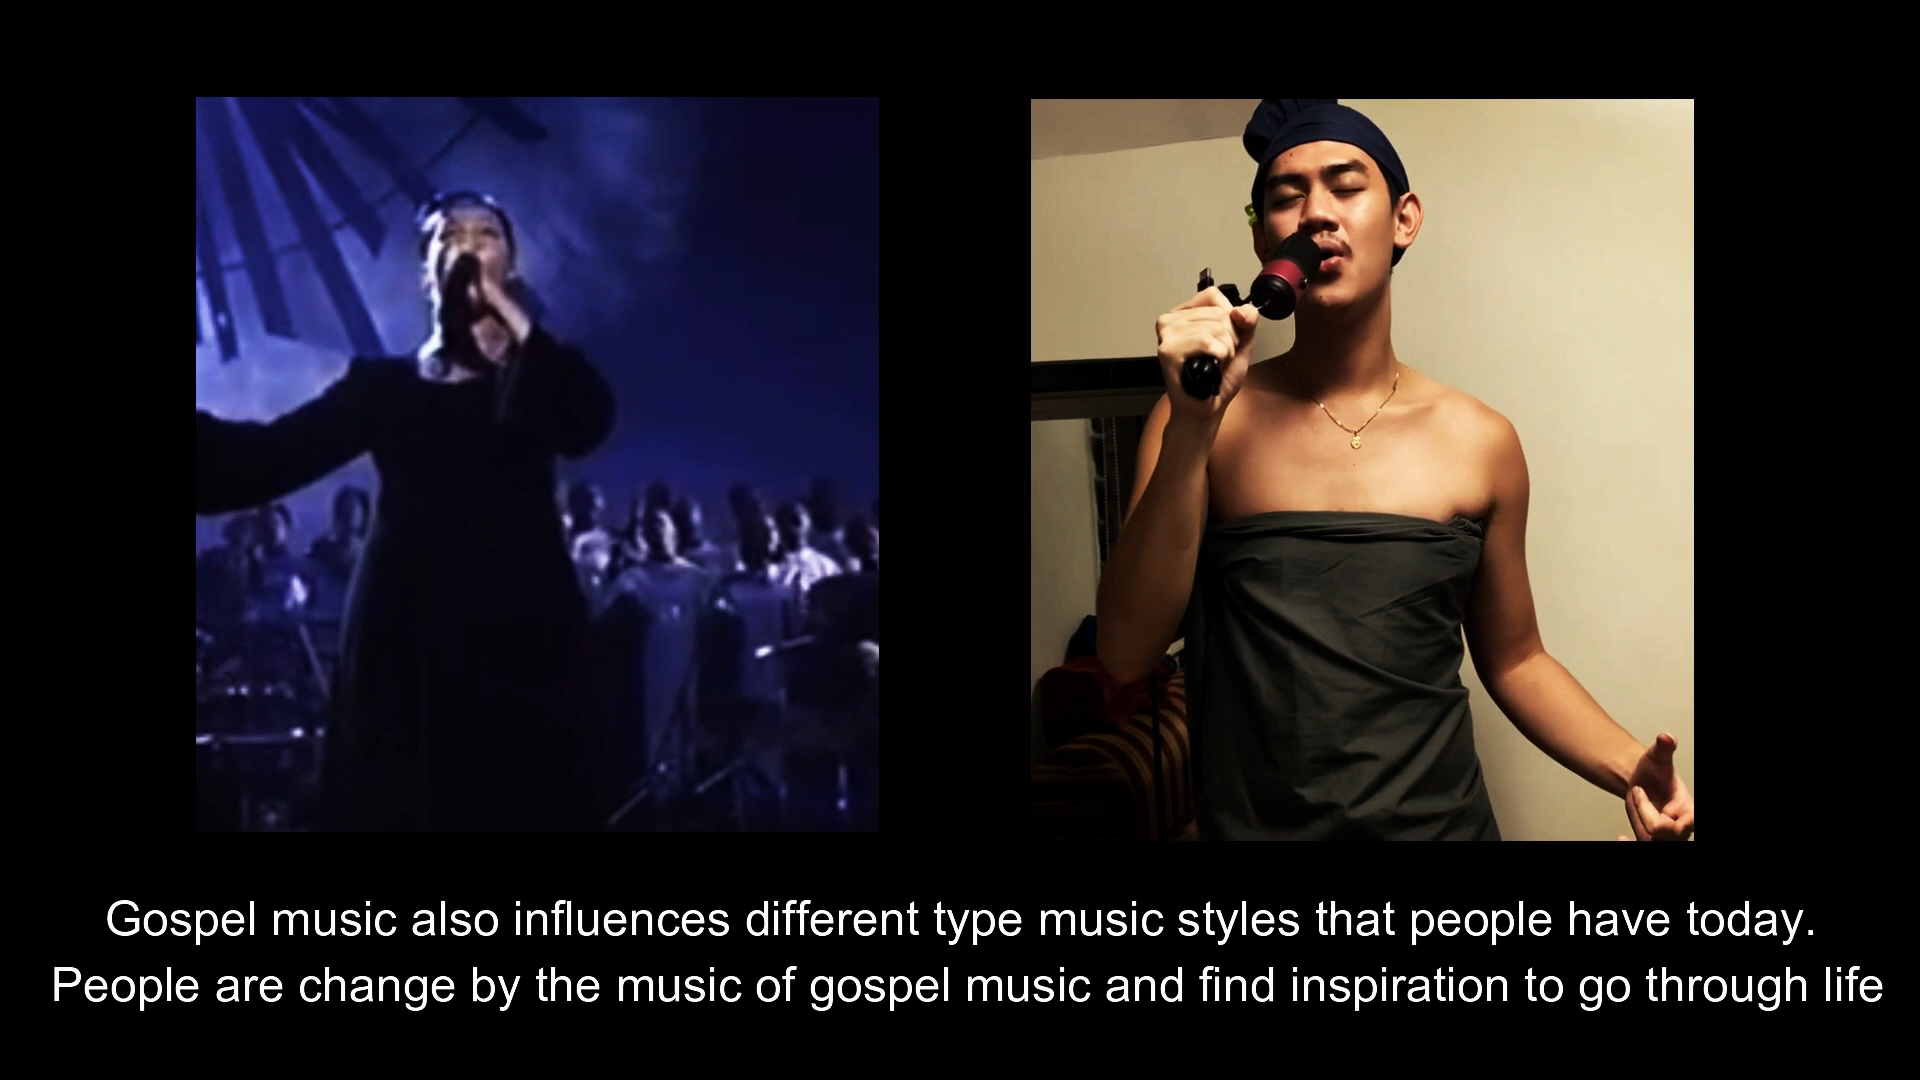 Gospel music also influences different type music styles that people have today.
People are change by the music of gospel music and find inspiration to go through life